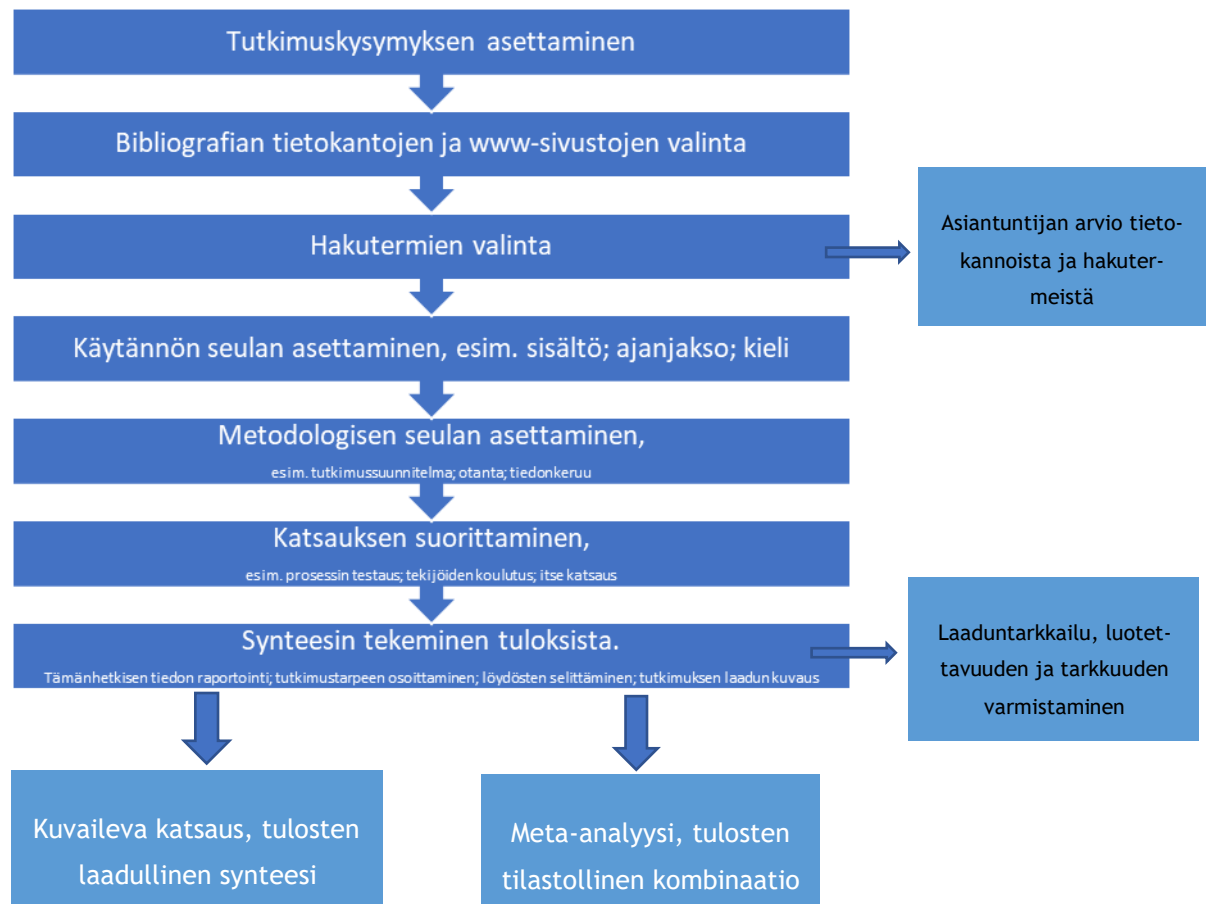 Tutkimuskysymyksen asettaminen
Bibliografian tietokantojen ja www-sivustojen valinta
Hakutermien valinta
Asiantuntijan arvio tieto-
kannoista ja hakuter-
meistä
Käytännön seulan asettaminen, esim. sisältö; ajanjakso; kieli
Metodologisen seulan asettaminen,
esim. tutkimussuunnitelma; otanta; tiedonkeruu
Katsauksen suorittaminen,
esim. prosessin testaus; tekijöiden koulutus; itse katsaus
Synteesin tekeminen tuloksista.
Tämänhetkisen tiedon raportointi; tutkimustarpeen osoittaminen; löydösten selittäminen; tutkimuksen laadun kuvaus
Laaduntarkkailu, luotet-
tavuuden ja tarkkuuden
varmistaminen
Kuvaileva katsaus, tulosten
laadullinen synteesi
Meta-analyysi, tulosten
tilastollinen kombinaatio